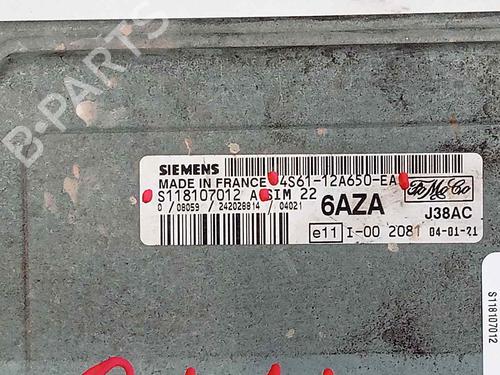 B-PARTS
SIEMENS
MADE IN FRANCE 4S61-12A650-EA
S118107012 A SIM 22
0 / 08059 / 242028814 / 04021
6AZA
FoMoCo
J38AC
e11 I-00 2081 04-01-21
S118107012